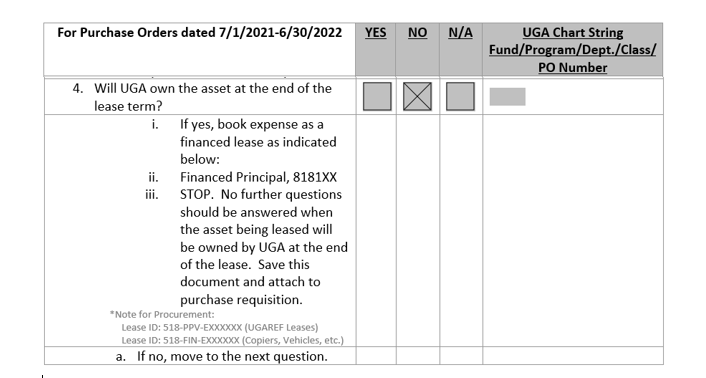 For Purchase Orders dated 7/1/2021-6/30/2022 YES NO N/A UGA Chart String
Fund/Program/Dept./Class/
PO Number
4. Will UGA own the asset at the end of the
lease term?
i. If yes, book expense as a
financed lease as indicated
below:
ii. Financed Principal, 8181XX
iii. STOP. No further questions
should be answered when
the asset being leased will
be owned by UGA at the end
of the lease. Save this
document and attach to
purchase requisition.
*Note for Procurement:
Lease ID: 518-PPV-EXXXXXX (UGAREF Leases)
Lease ID: 518-FIN-EXXXXXX (Copiers, Vehicles, etc.)
a. If no, move to the next question.